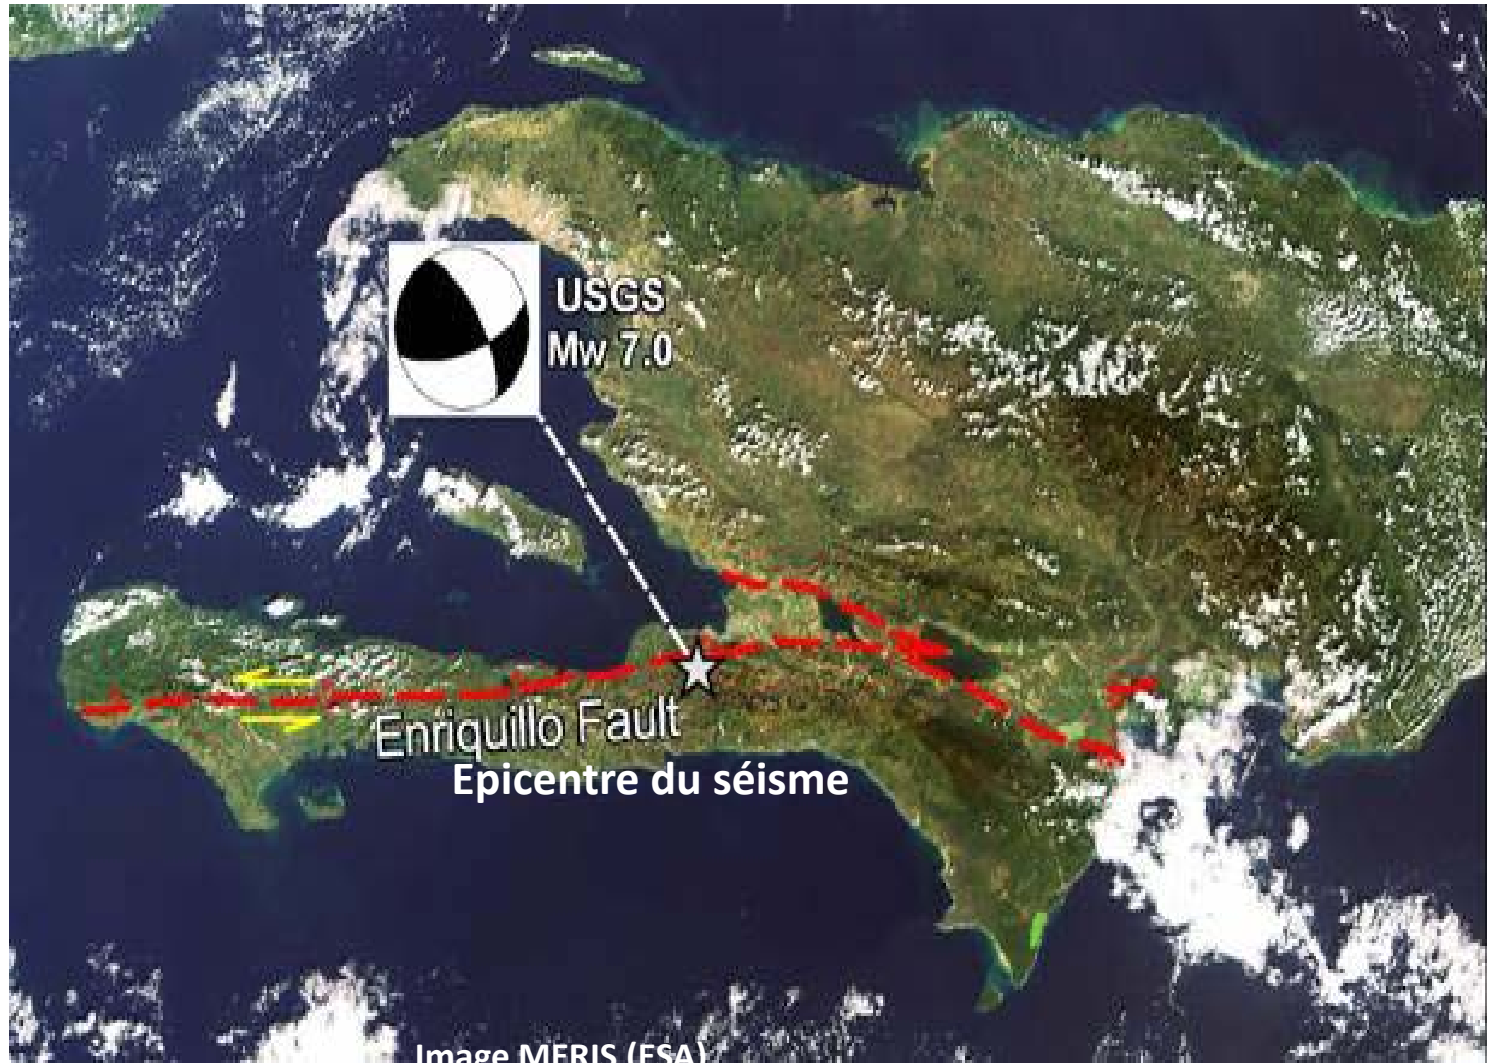 USGS
Mw 7.0
Enriquillo Fault
Epicentre du séisme
Image MERIS (ESA)